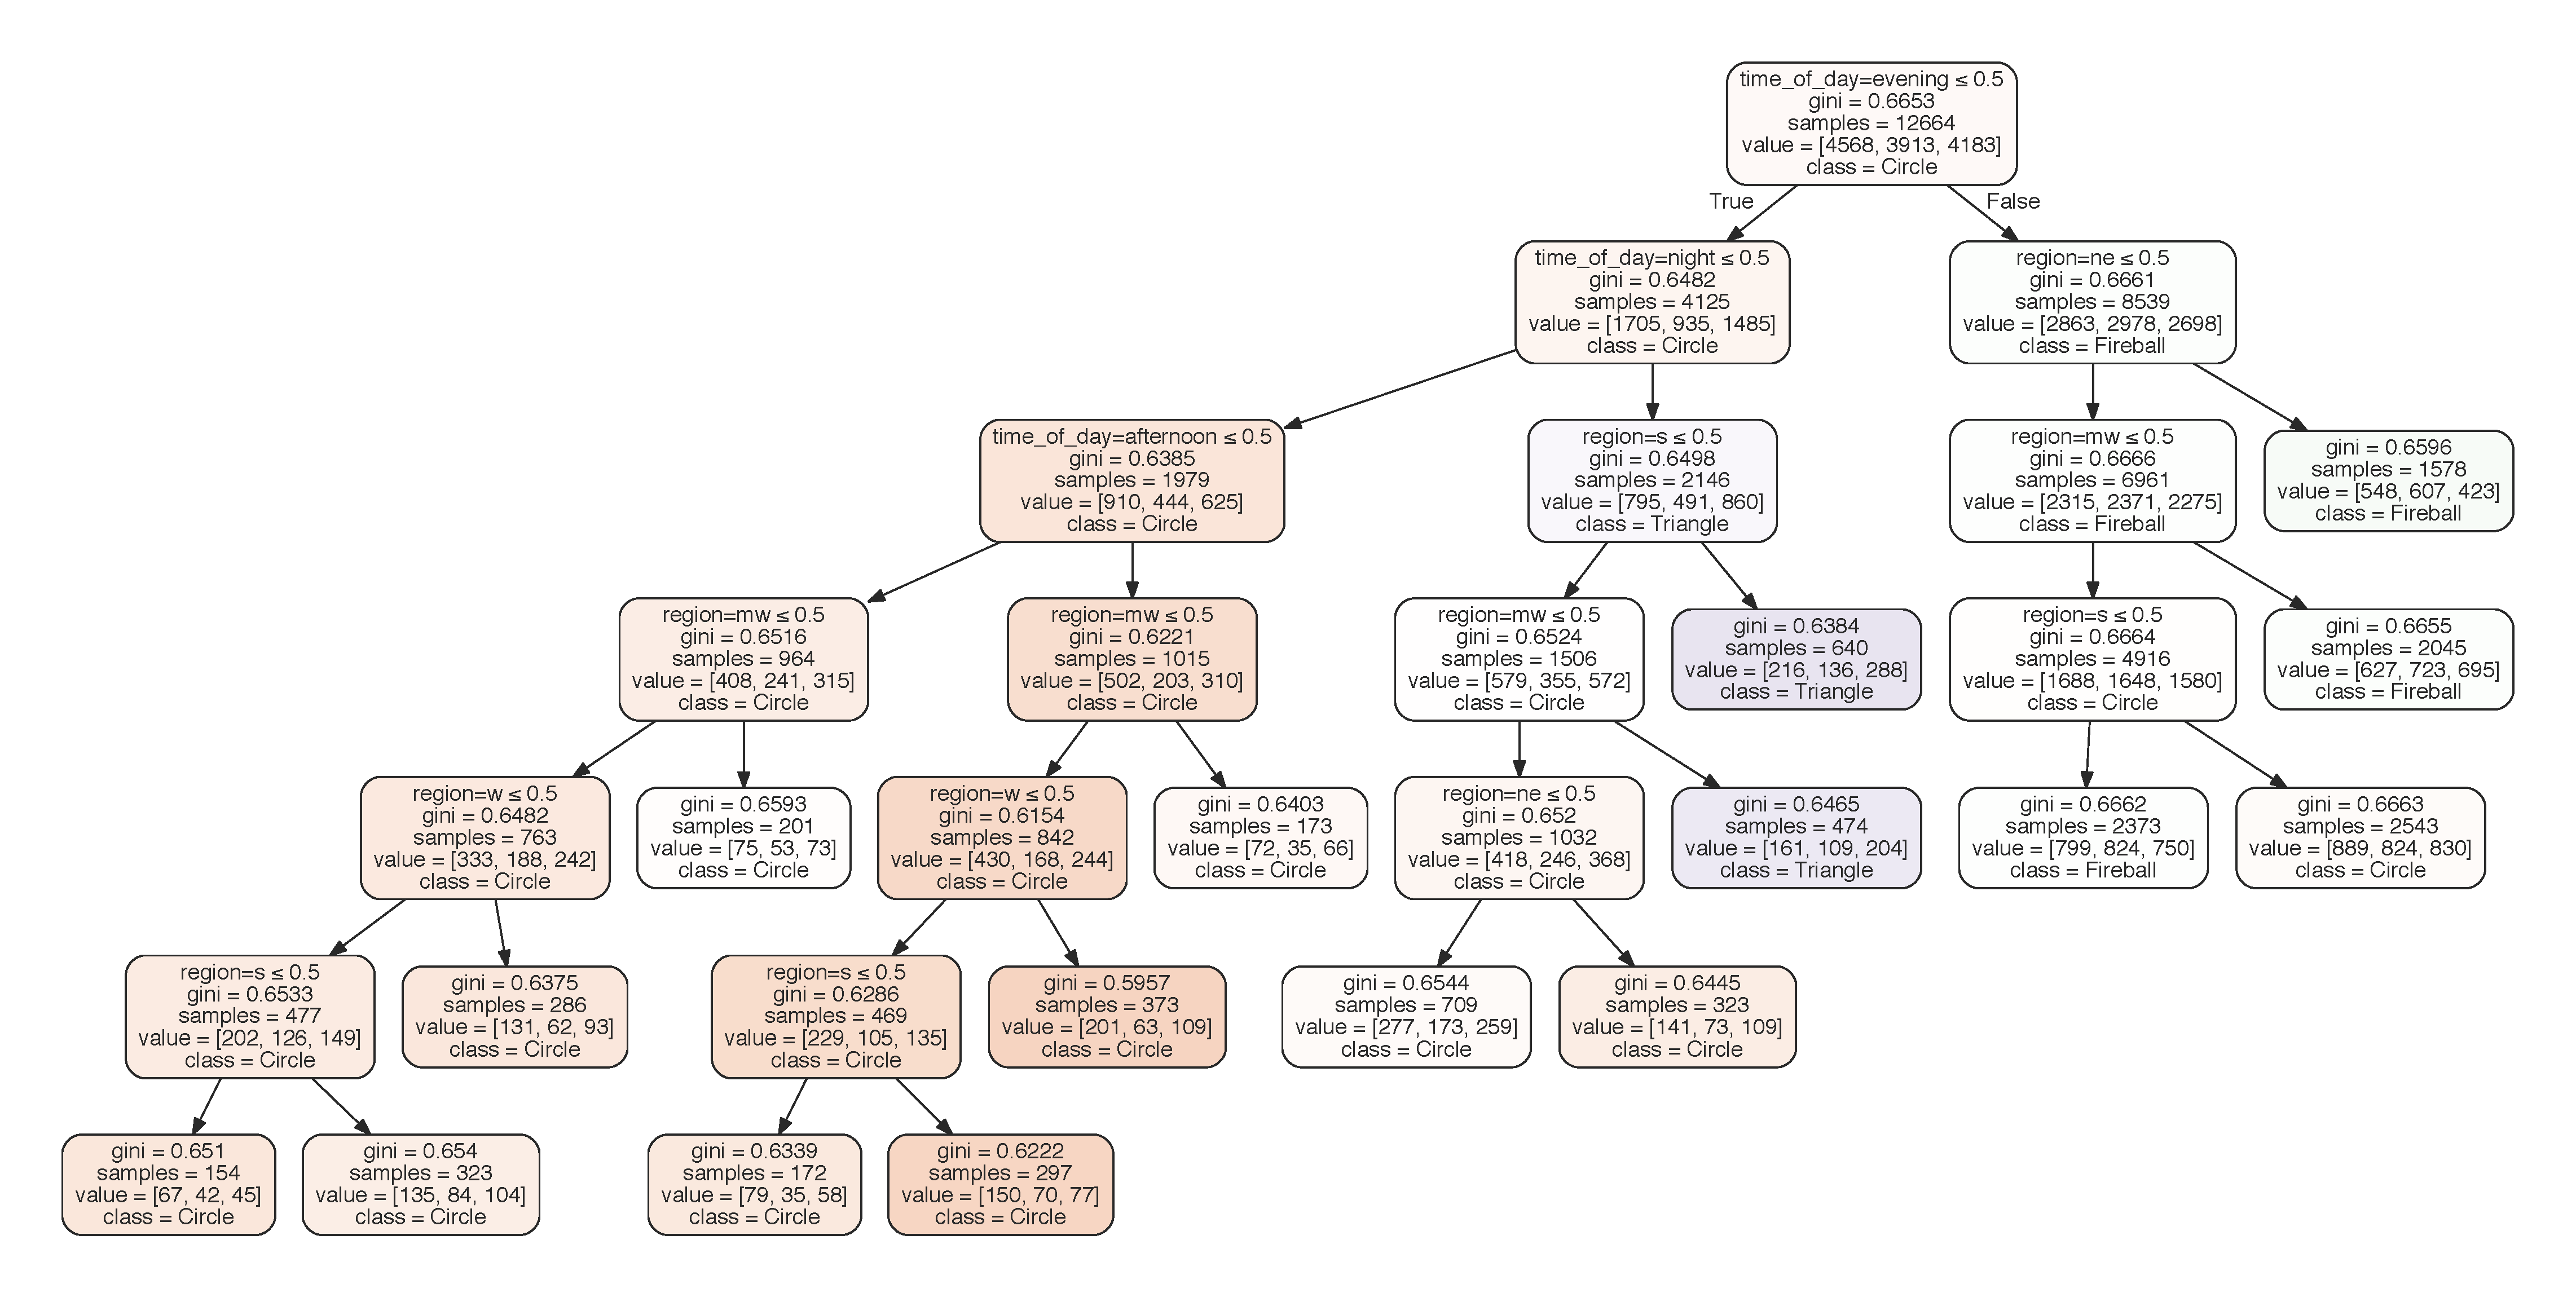 time_of_day=evening ≤ 0.5
gini = 0.6653
samples = 12664
value = [4568, 3913, 4183]
class = Circle
True
False
time_of_day=night ≤ 0.5
gini = 0.6482
samples = 4125
value = [1705, 935, 1485]
class = Circle
region=ne ≤ 0.5
gini = 0.6661
samples = 8539
value = [2863, 2978, 2698]
class = Fireball
time_of_day=afternoon ≤ 0.5
gini = 0.6385
samples = 1979
value = [910, 444, 625]
class = Circle
region=s ≤ 0.5
gini = 0.6498
samples = 2146
value = [795, 491, 860]
class = Triangle
region=mw ≤ 0.5
gini = 0.6666
samples = 6961
value = [2315, 2371, 2275]
class = Fireball
gini = 0.6596
samples = 1578
value = [548, 607, 423]
class = Fireball
region=mw ≤ 0.5
gini = 0.6516
samples = 964
value = [408, 241, 315]
class = Circle
region=mw ≤ 0.5
gini = 0.6221
samples = 1015
value = [502, 203, 310]
class = Circle
region=mw ≤ 0.5
gini = 0.6524
samples = 1506
value = [579, 355, 572]
class = Circle
gini = 0.6384
samples = 640
value = [216, 136, 288]
class = Triangle
region=s ≤ 0.5
gini = 0.6664
samples = 4916
value = [1688, 1648, 1580]
class = Circle
gini = 0.6655
samples = 2045
value = [627, 723, 695]
class = Fireball
region=w ≤ 0.5
gini = 0.6482
samples = 763
value = [333, 188, 242]
class = Circle
gini = 0.6593
samples = 201
value = [75, 53, 73]
class = Circle
region=w ≤ 0.5
gini = 0.6154
samples = 842
value = [430, 168, 244]
class = Circle
gini = 0.6403
samples = 173
value = [72, 35, 66]
class = Circle
region=ne ≤ 0.5
gini = 0.652
samples = 1032
value = [418, 246, 368]
class = Circle
gini = 0.6465
samples = 474
value = [161, 109, 204]
class = Triangle
gini = 0.6662
samples = 2373
value = [799, 824, 750]
class = Fireball
gini = 0.6663
samples = 2543
value = [889, 824, 830]
class = Circle
region=s ≤ 0.5
gini = 0.6533
samples = 477
value = [202, 126, 149]
class = Circle
gini = 0.6375
samples = 286
value = [131, 62, 93]
class = Circle
region=s ≤ 0.5
gini = 0.6286
samples = 469
value = [229, 105, 135]
class = Circle
gini = 0.5957
samples = 373
value = [201, 63, 109]
class = Circle
gini = 0.6544
samples = 709
value = [277, 173, 259]
class = Circle
gini = 0.6445
samples = 323
value = [141, 73, 109]
class = Circle
gini = 0.651
samples = 154
value = [67, 42, 45]
class = Circle
gini = 0.654
samples = 323
value = [135, 84, 104]
class = Circle
gini = 0.6339
samples = 172
value = [79, 35, 58]
class = Circle
gini = 0.6222
samples = 297
value = [150, 70, 77]
class = Circle